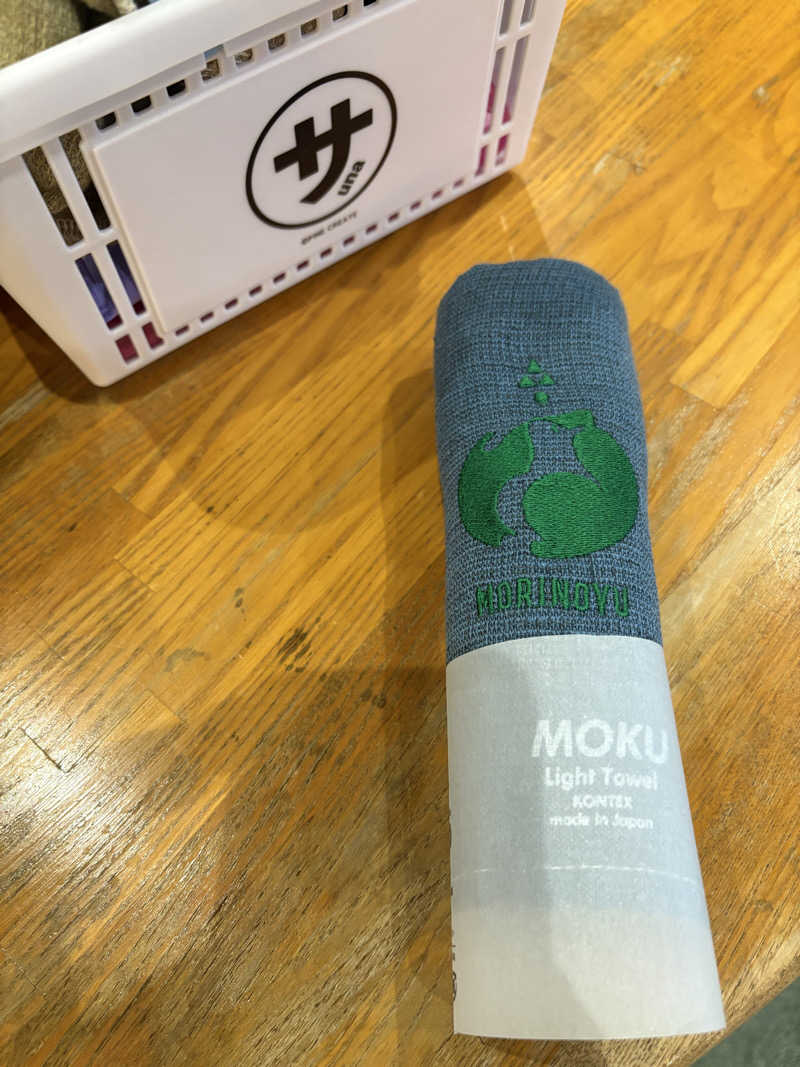 サ
una
MORINOYU
MOKU
Light Towel
KONTEX
made in Japan